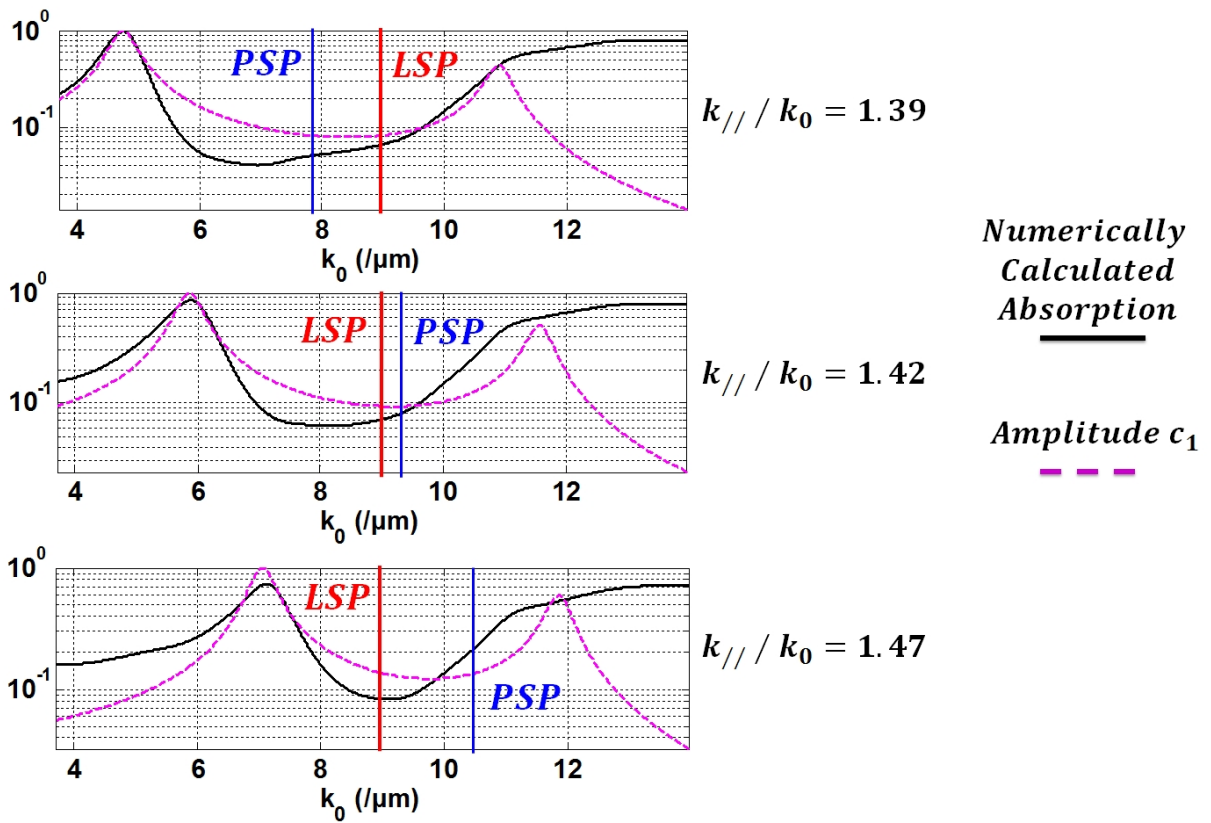 10^0
10^-1
PSP
LSP
4 6 8 10 12
k_0 (/µm)
k_{//} / k_0 = 1.39
10^0
10^-1
LSP
PSP
4 6 8 10 12
k_0 (/µm)
k_{//} / k_0 = 1.42
10^0
10^-1
LSP
PSP
4 6 8 10 12
k_0 (/µm)
k_{//} / k_0 = 1.47
Numerically
Calculated
Absorption
Amplitude c_1